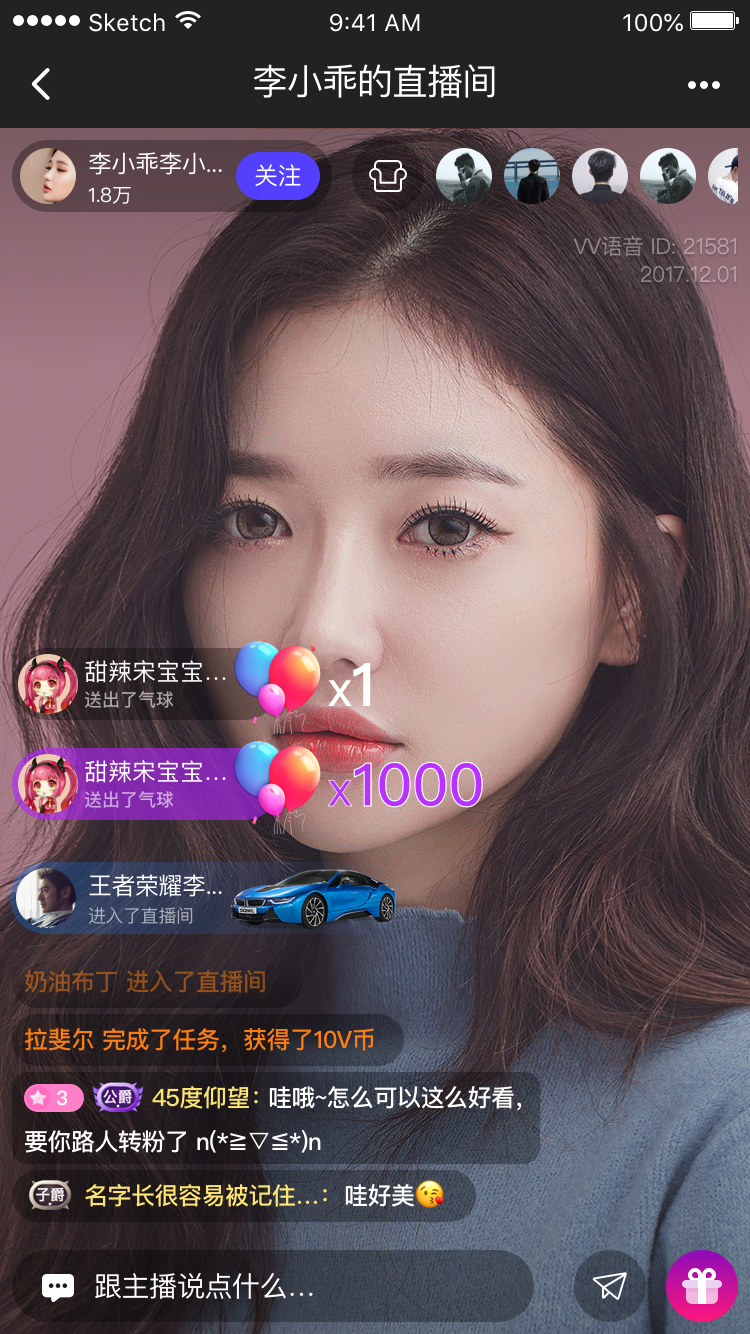 Sketch 9:41 AM 100%
李小乖的直播间
李小乖李小... 关注
1.8万
VV语音 ID: 21581
2017.12.01
甜辣宋宝宝... x1
送出了气球
甜辣宋宝宝... x1000
送出了气球
王者荣耀李...
进入了直播间
奶油布丁 进入了直播间
拉斐尔 完成了任务，获得了10V币
3 公爵 45度仰望：哇哦~怎么可以这么好看，
要你路人转粉了 n(*≧▽≦*)n
子爵 名字长很容易被记住...： 哇好美😘
跟主播说点什么...